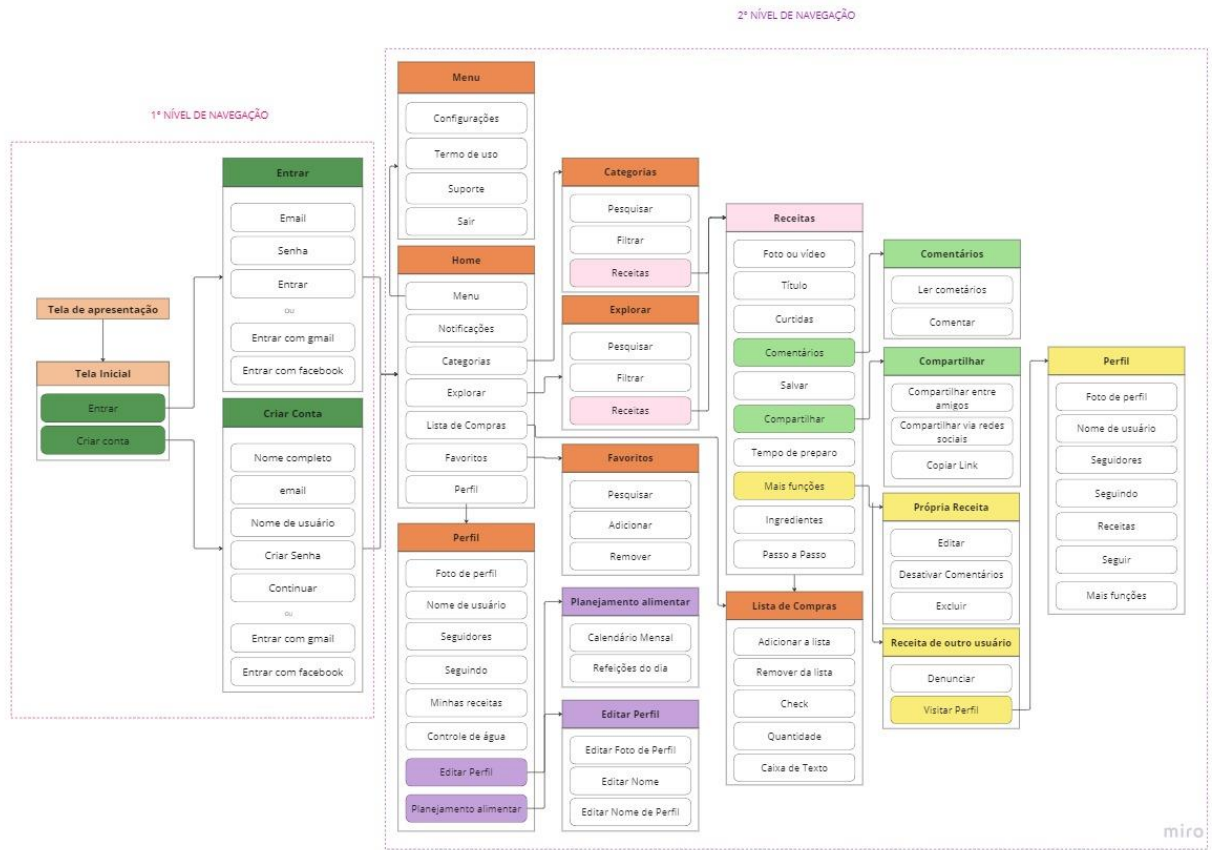 2° NÍVEL DE NAVEGAÇÃO
1° NÍVEL DE NAVEGAÇÃO
Tela de apresentação
Tela Inicial
Entrar
Criar conta
Entrar
Email
Senha
Entrar
ou
Entrar com gmail
Entrar com facebook
Criar Conta
Nome completo
email
Nome de usuário
Criar Senha
Continuar
ou
Entrar com gmail
Entrar com facebook
Menu
Configurações
Termo de uso
Suporte
Sair
Home
Menu
Notificações
Categorias
Explorar
Lista de Compras
Favoritos
Perfil
Perfil
Foto de perfil
Nome de usuário
Seguidores
Seguindo
Minhas receitas
Controle de água
Editar Perfil
Planejamento alimentar
Categorias
Pesquisar
Filtrar
Receitas
Explorar
Pesquisar
Filtrar
Receitas
Favoritos
Pesquisar
Adicionar
Remover
Planejamento alimentar
Calendário Mensal
Refeições do dia
Editar Perfil
Editar Foto de Perfil
Editar Nome
Editar Nome de Perfil
Receitas
Foto ou vídeo
Título
Curtidas
Comentários
Salvar
Compartilhar
Tempo de preparo
Mais funções
Ingredientes
Passo a Passo
Lista de Compras
Adicionar a lista
Remover da lista
Check
Quantidade
Caixa de Texto
Comentários
Ler cometários
Comentar
Compartilhar
Compartilhar entre
amigos
Compartilhar via redes
sociais
Copiar Link
Própria Receita
Editar
Desativar Comentários
Excluir
Receita de outro usuário
Denunciar
Visitar Perfil
Perfil
Foto de perfil
Nome de usuário
Seguidores
Seguindo
Receitas
Seguir
Mais funções
miro